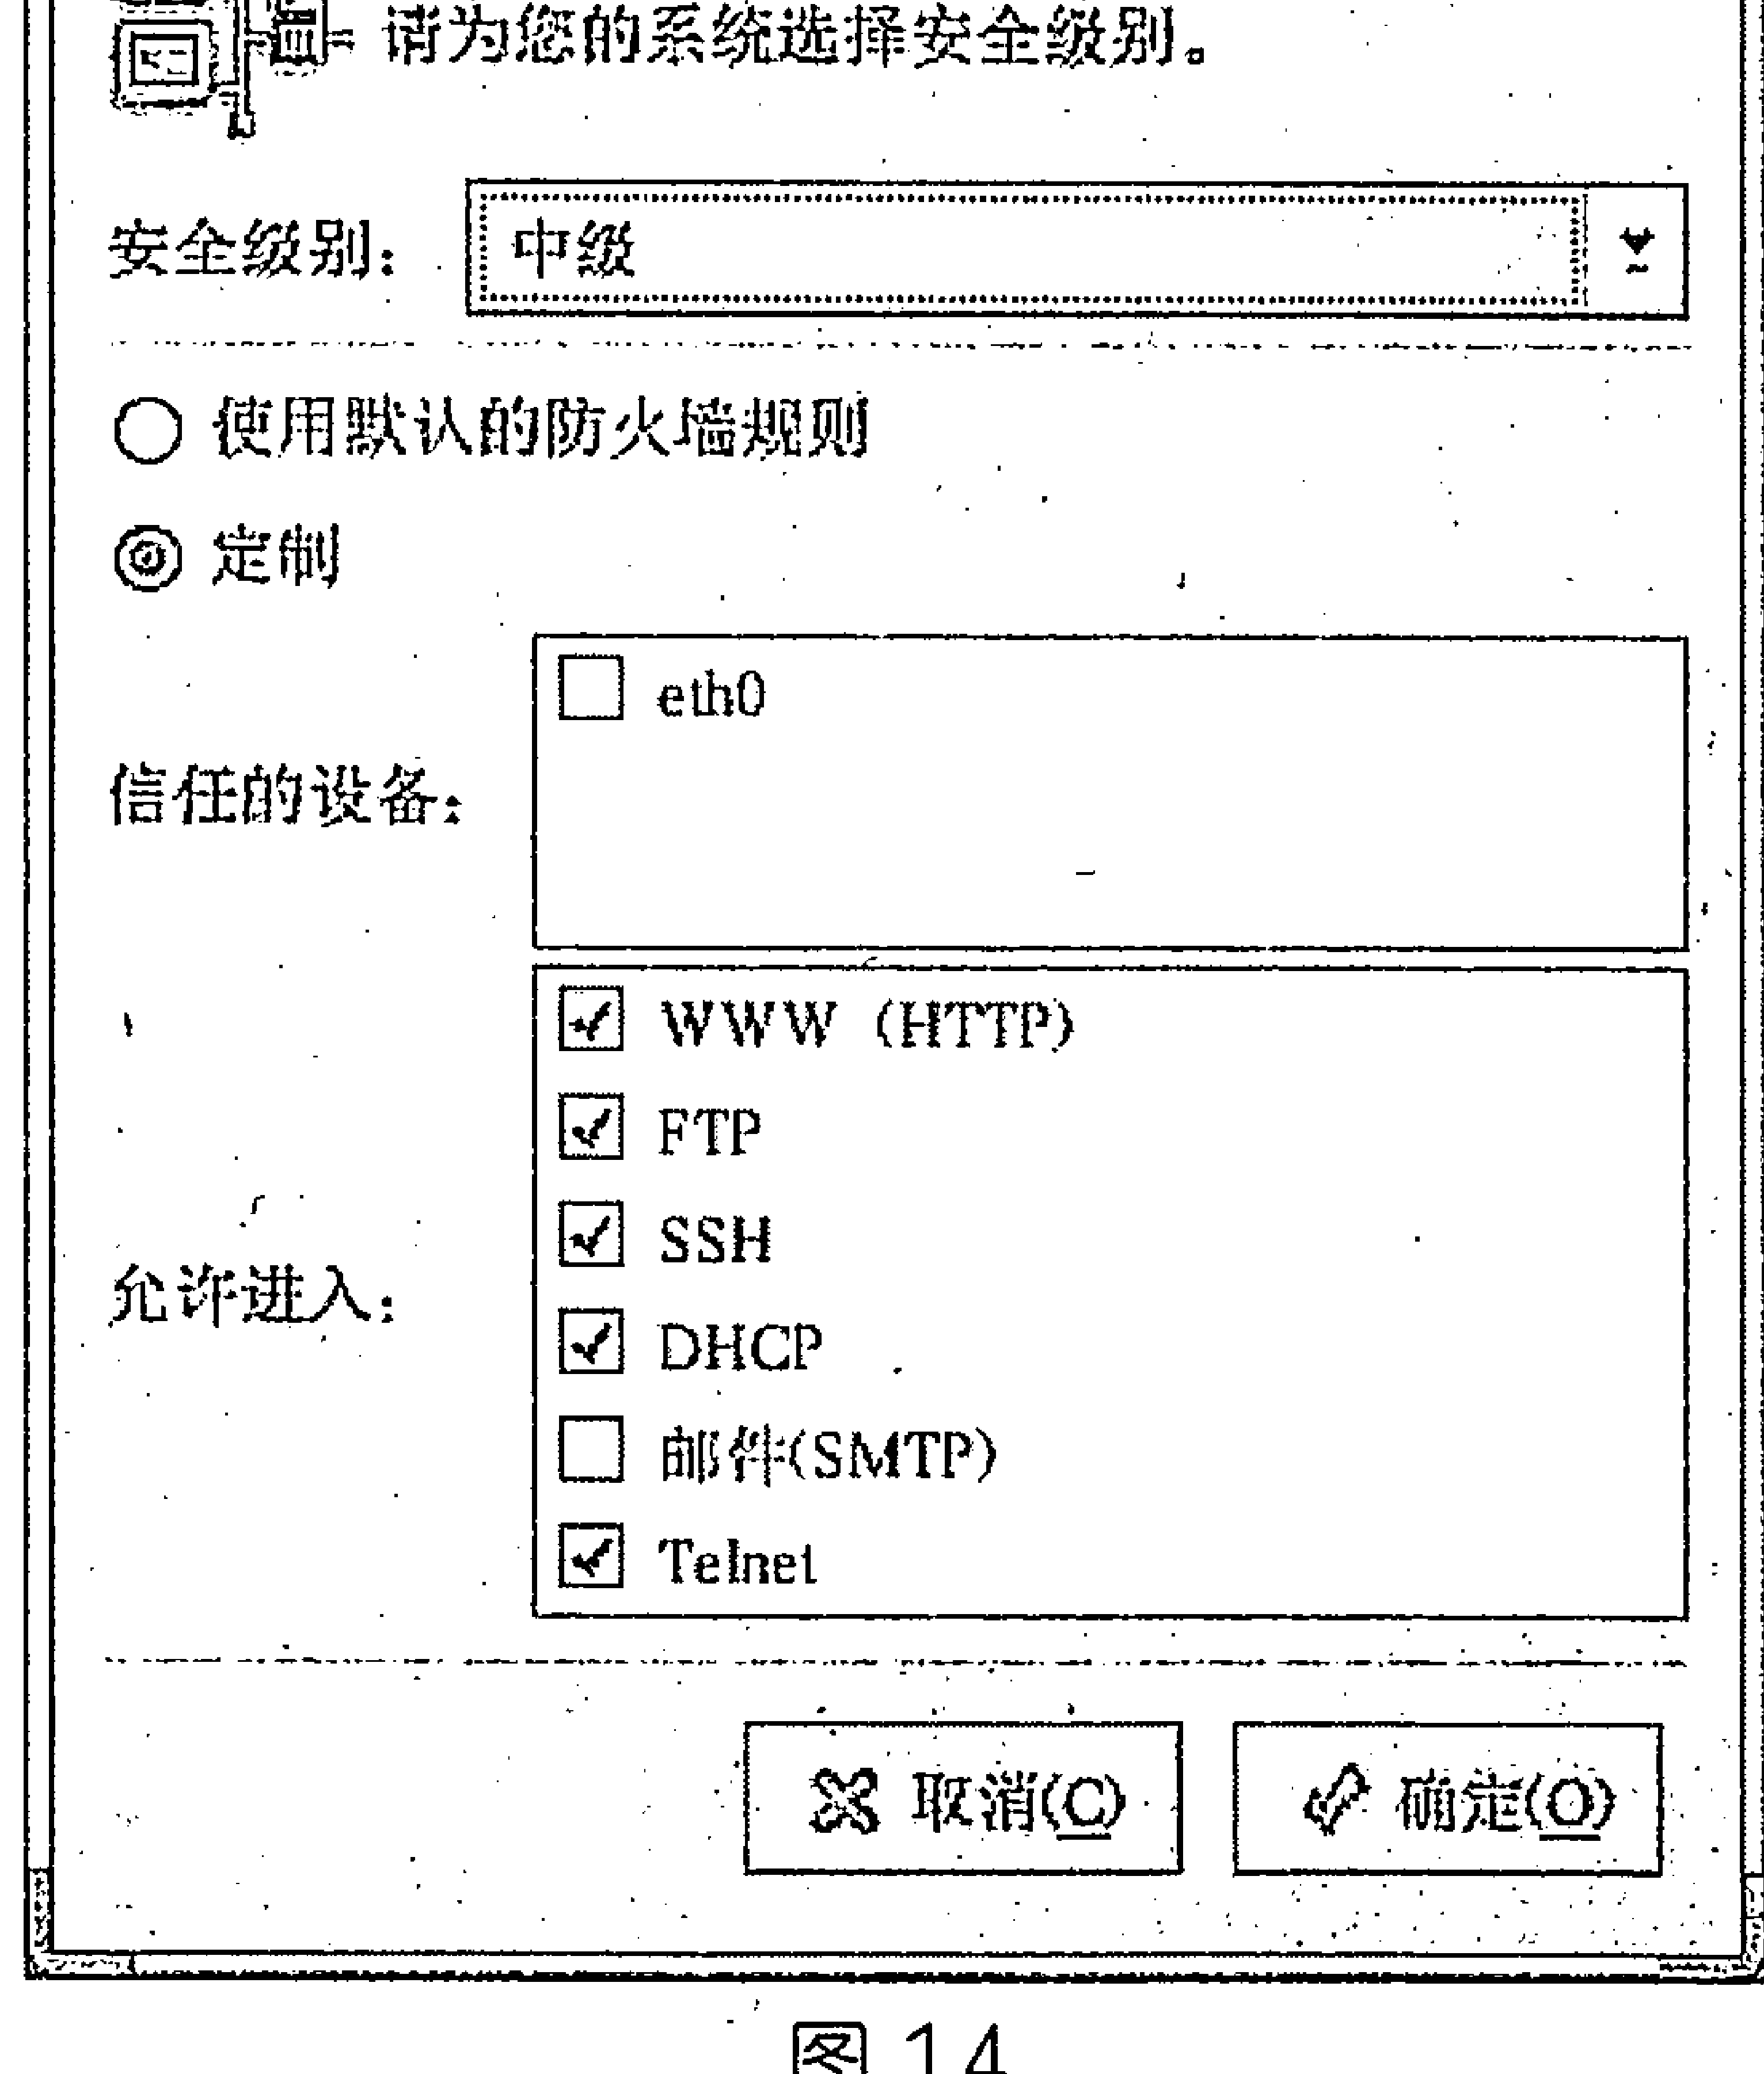 请为您的系统选择安全级别。
安全级别：
中级
使用默认的防火墙规则
定制
信任的设备：
eth0
允许进入：
WWW (HTTP)
FTP
SSH
DHCP
邮件(SMTP)
Telnet
取消(C)
确定(O)
图 14